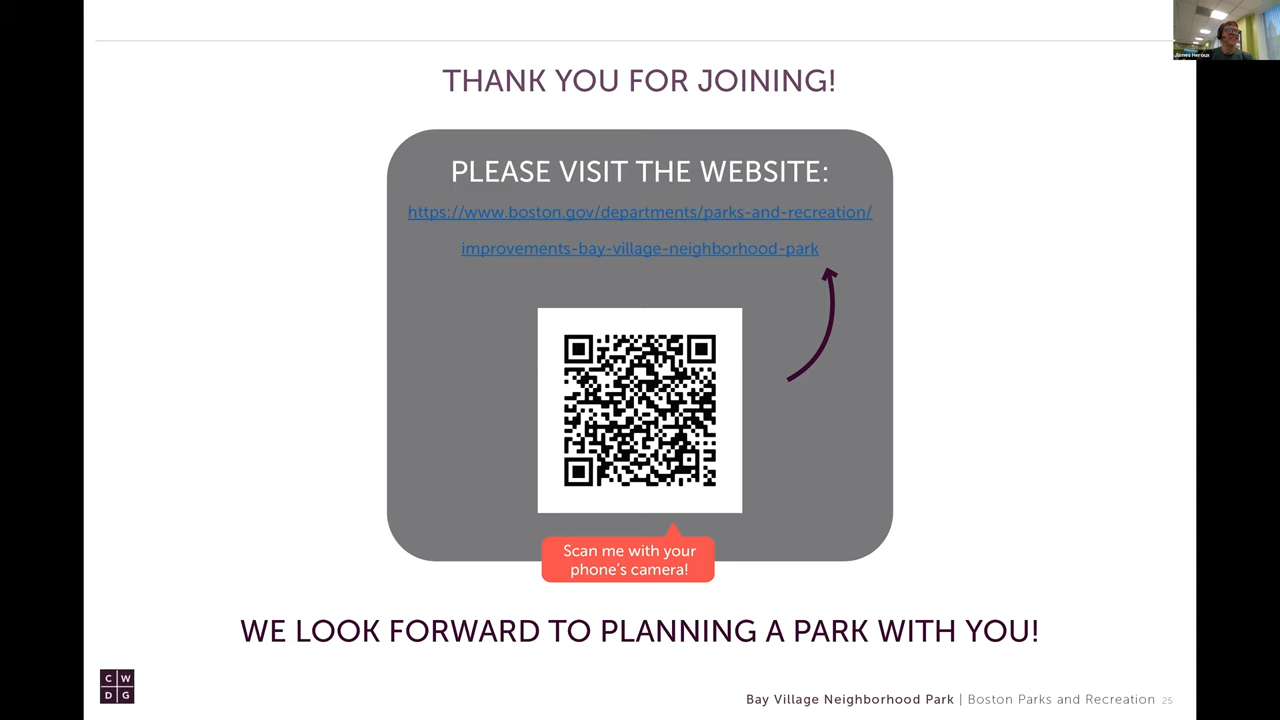 James Heroux
THANK YOU FOR JOINING!
PLEASE VISIT THE WEBSITE:
https://www.boston.gov/departments/parks-and-recreation/
improvements-bay-village-neighborhood-park
Scan me with your
phone's camera!
WE LOOK FORWARD TO PLANNING A PARK WITH YOU!
C W
D G
Bay Village Neighborhood Park | Boston Parks and Recreation 25